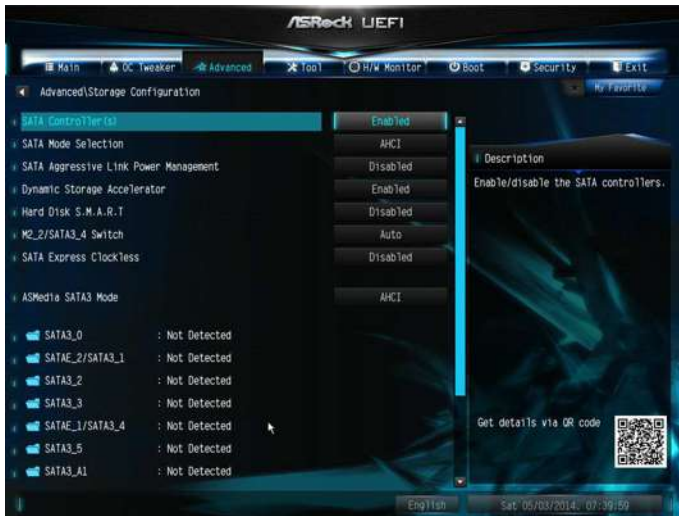 ASRock UEFI
Main OC Tweaker Advanced Tool H/W Monitor Boot Security Exit
Advanced\Storage Configuration
My Favorite
SATA Controller(s) Enabled
SATA Mode Selection AHCI
SATA Aggressive Link Power Management Disabled
Dynamic Storage Accelerator Enabled
Hard Disk S.M.A.R.T Disabled
M2_2/SATA3_4 Switch Auto
SATA Express Clockless Disabled
ASMedia SATA3 Mode AHCI
SATA3_0 : Not Detected
SATAE_2/SATA3_1 : Not Detected
SATA3_2 : Not Detected
SATA3_3 : Not Detected
SATAE_1/SATA3_4 : Not Detected
SATA3_5 : Not Detected
SATA3_A1 : Not Detected
Description
Enable/disable the SATA controllers.
Get details via QR code
English
Sat 05/03/2014, 07:39:59